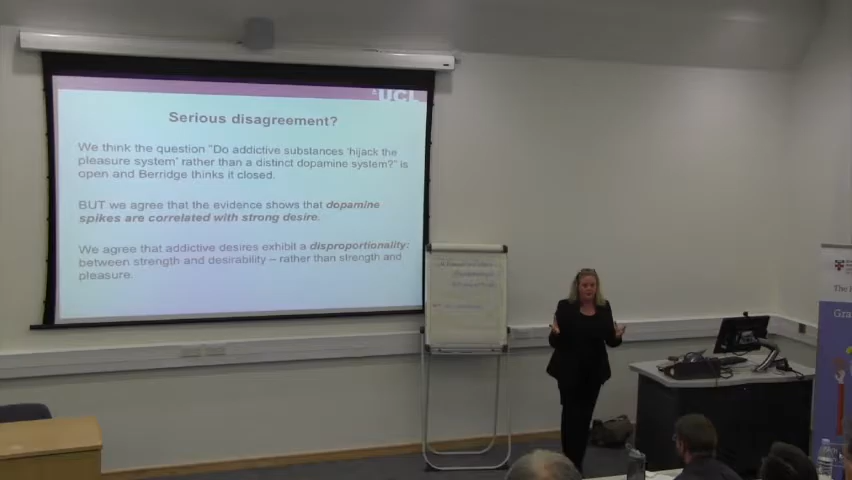 UCL
Serious disagreement?
We think the question "Do addictive substances 'hijack the
pleasure system' rather than a distinct dopamine system?" is
open and Berridge thinks it closed.
BUT we agree that the evidence shows that dopamine
spikes are correlated with strong desire.
We agree that addictive desires exhibit a disproportionality:
between strength and desirability – rather than strength and
pleasure.
Gra